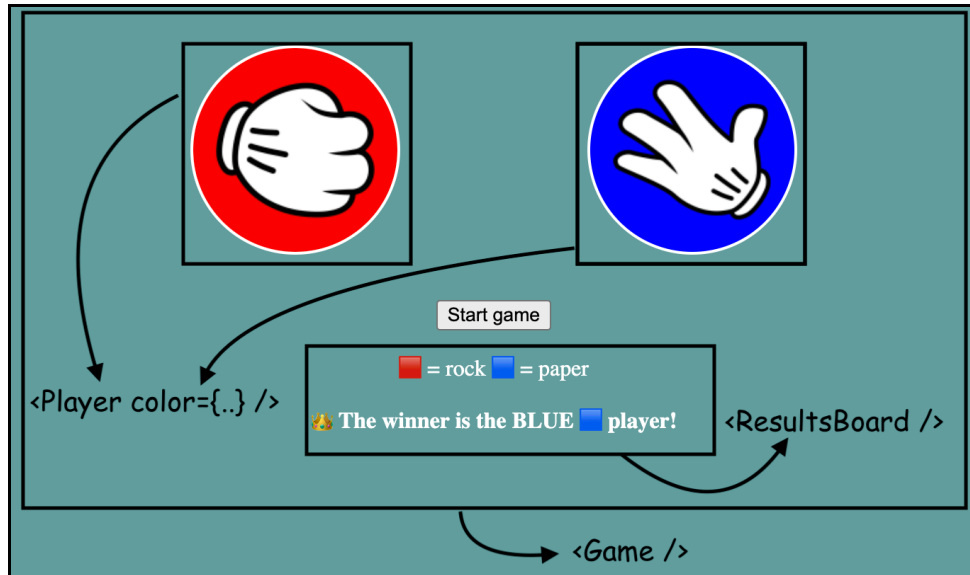 Start game
🟥 = rock 🟦 = paper
<Player color={..} />
👑 The winner is the BLUE 🟦 player!
<ResultsBoard />
<Game />